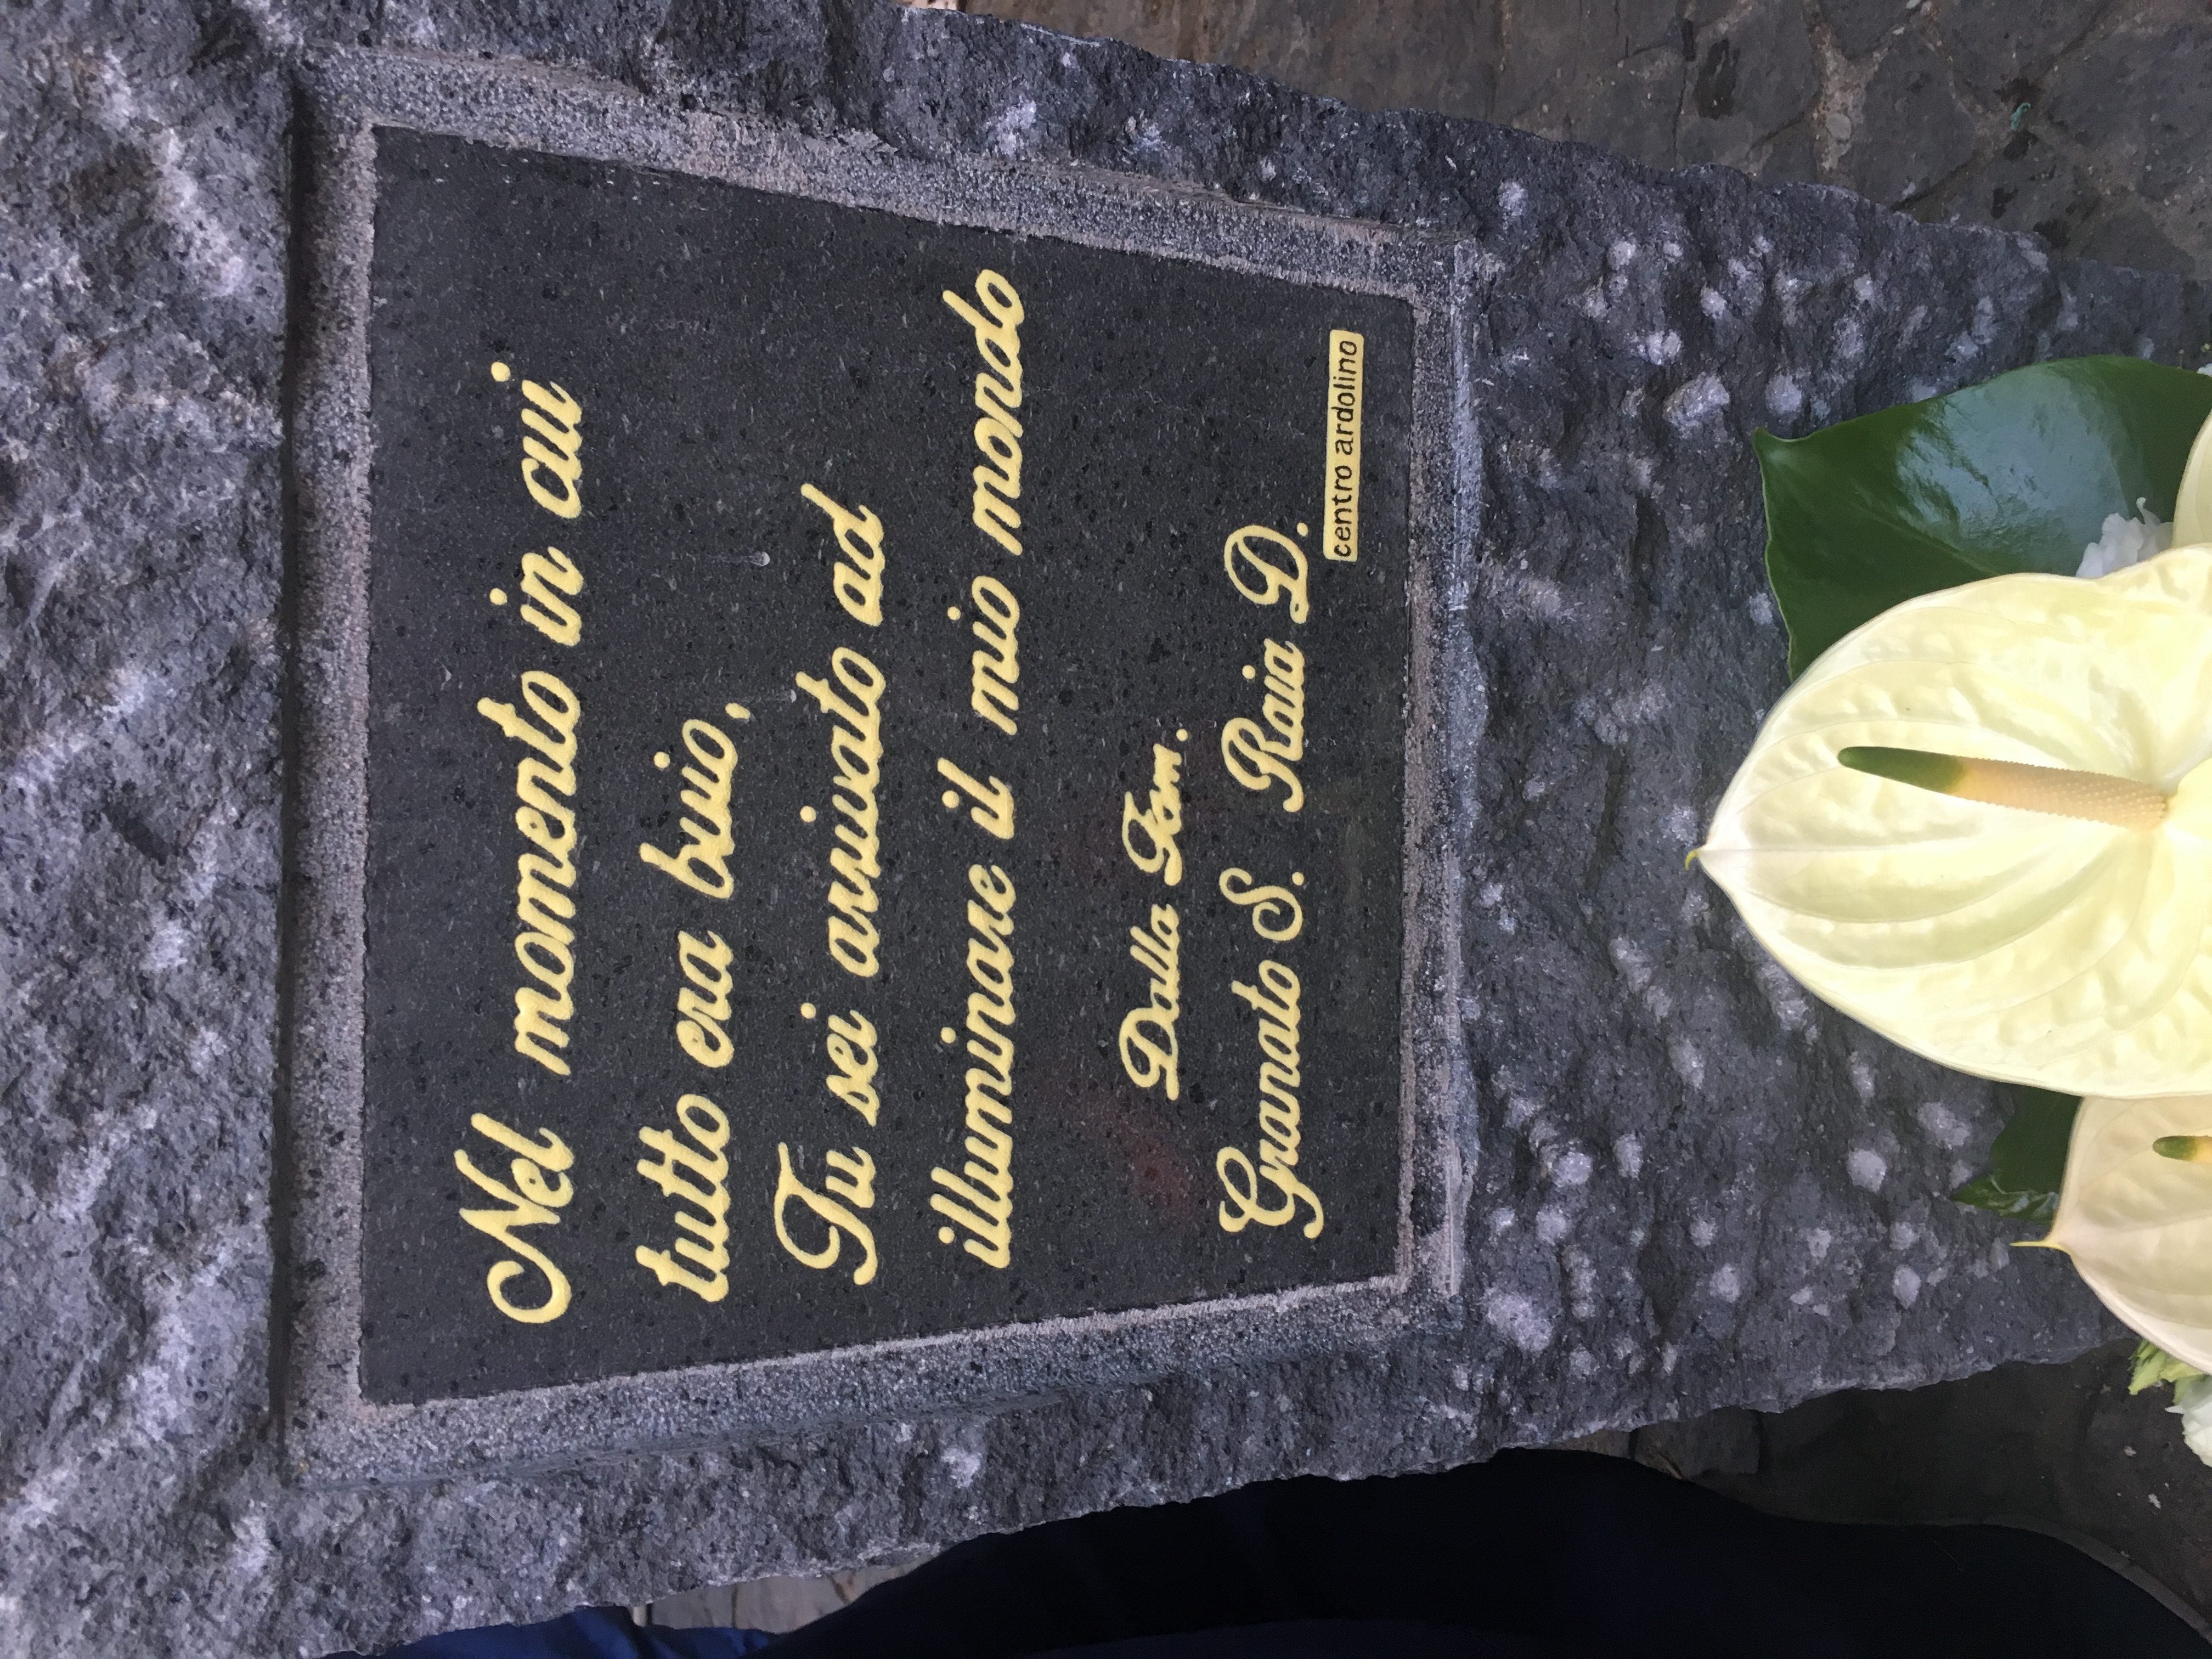 Nel momento in cui
tutto era buio,
Tu sei arrivato ad
illuminare il mio mondo
Dalla Fam.
Granato S. Raia D.
centro ardolino